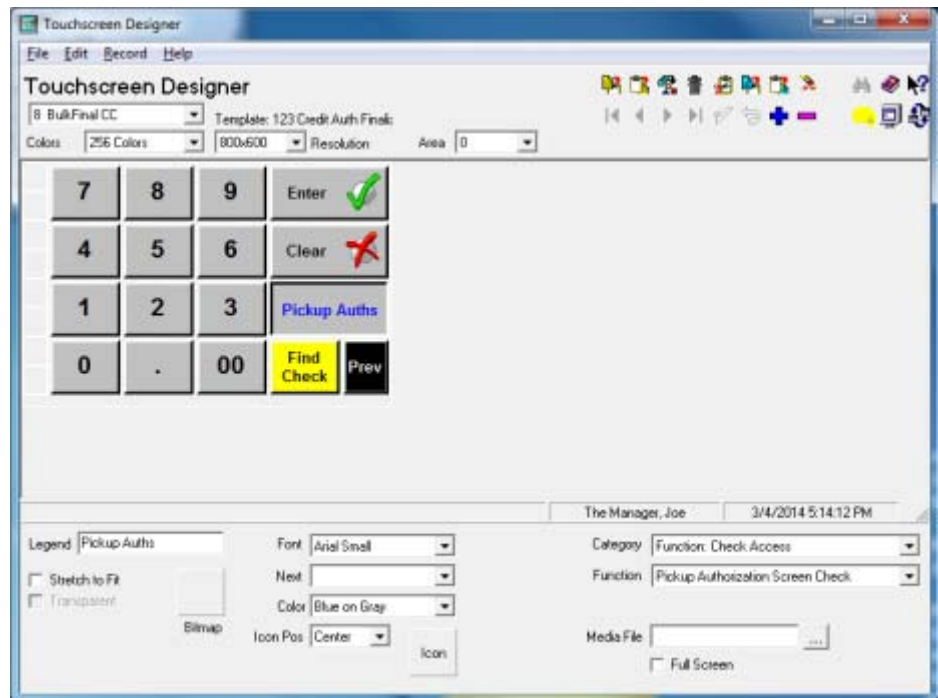 Touchscreen Designer
File Edit Record Help
Touchscreen Designer
8 BulkFinal CC Template: 123 Credit Auth Finals
Colors 256 Colors 800x600 Resolution Area 0
7 8 9 Enter
4 5 6 Clear
1 2 3 Pickup Auths
0 . 00 Find Check Prev
The Manager, Joe 3/4/2014 5:14:12 PM
Legend Pickup Auths Font Arial Small Category Function: Check Access
Stretch to Fit Next Function Pickup Authorization Screen Check
Transparent Bitmap Color Blue on Gray
Icon Pos Center Icon Media File ...
Full Screen